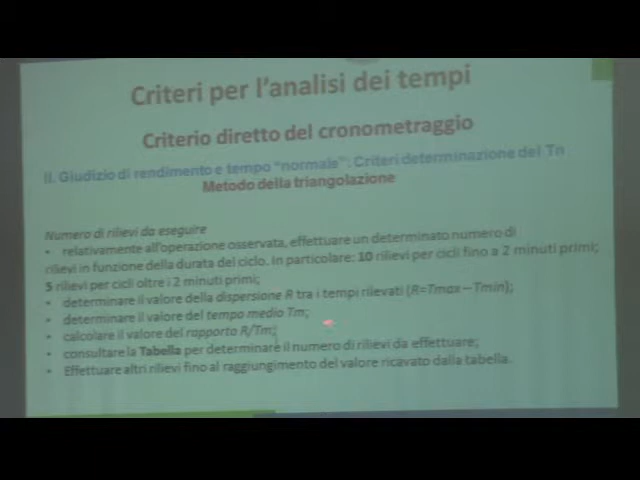 Criteri per l'analisi dei tempi
Criterio diretto del cronometraggio
II. Giudizio di rendimento e tempo "normale": Criteri determinazione del Tn
Metodo della triangolazione
Numero di rilievi da eseguire
• relativamente all'operazione osservata, effettuare un determinato numero di
rilievi in funzione della durata del ciclo. In particolare: 10 rilievi per cicli fino a 2 minuti primi;
5 rilievi per cicli oltre i 2 minuti primi;
• determinare il valore della dispersione R tra i tempi rilevati (R=Tmax – Tmin);
• determinare il valore del tempo medio Tm;
• calcolare il valore del rapporto R/Tm;
• consultare la Tabella per determinare il numero di rilievi da effettuare;
• Effettuare altri rilievi fino al raggiungimento del valore ricavato dalla tabella.